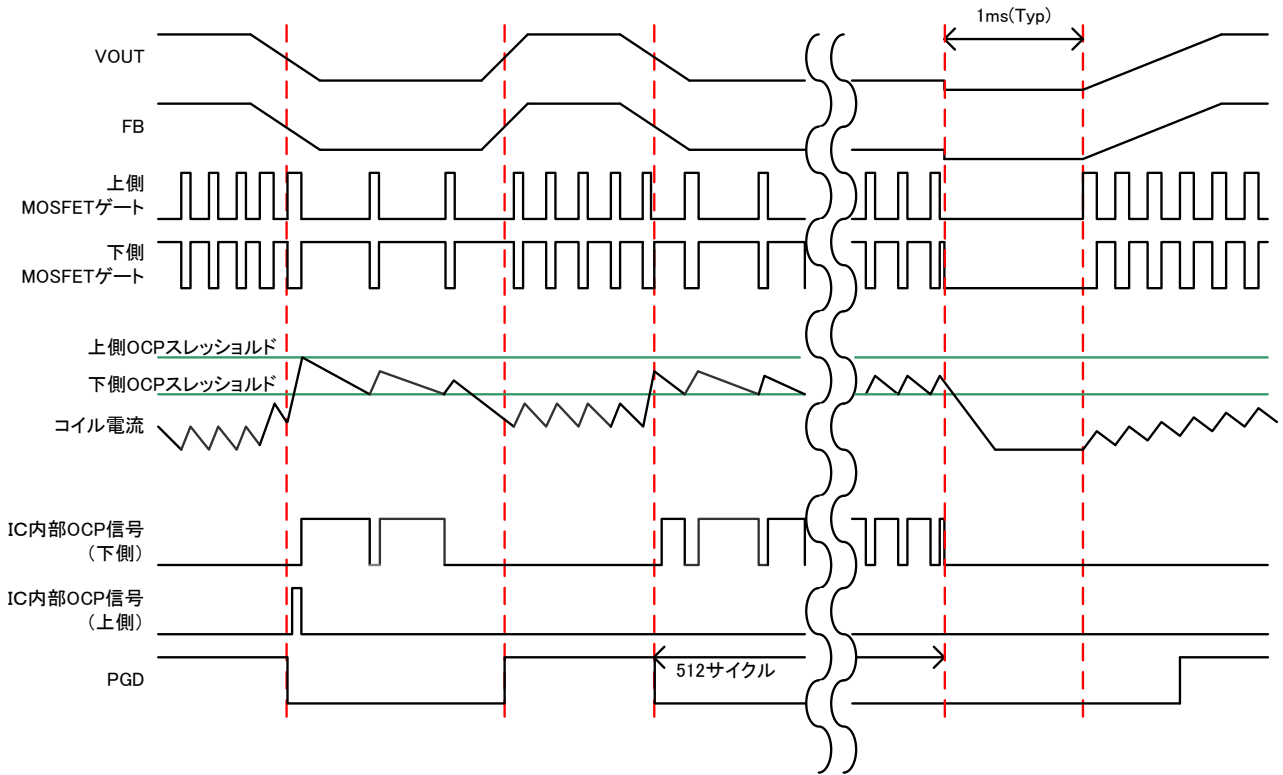 1ms(Typ)
VOUT
FB
上側
MOSFETゲート
下側
MOSFETゲート
上側OCPスレッショルド
下側OCPスレッショルド
コイル電流
IC内部OCP信号
(下側)
IC内部OCP信号
(上側)
512サイクル
PGD